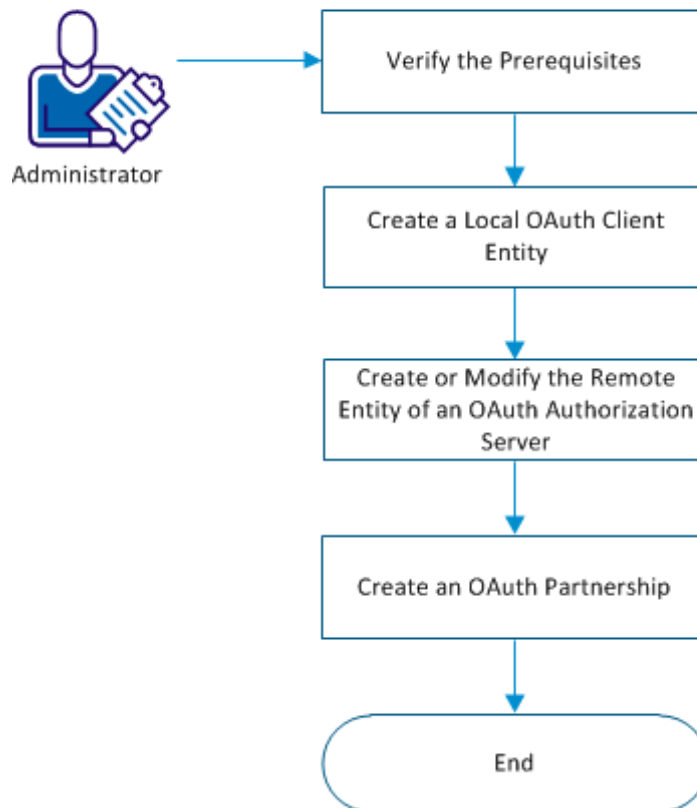 Verify the Prerequisites
Administrator
Create a Local OAuth Client
Entity
Create or Modify the Remote
Entity of an OAuth Authorization
Server
Create an OAuth Partnership
End